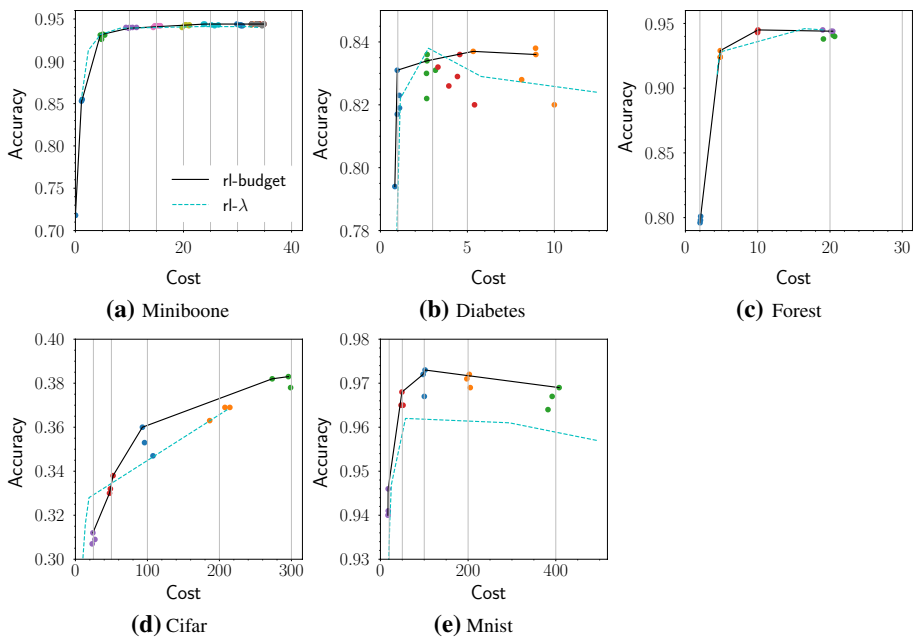 0.95
0.90
0.85
0.80
0.75
0.70
Accuracy
rl-budget
rl-λ
0 20 40
Cost
(a) Miniboone
0.84
0.82
0.80
0.78
Accuracy
0 5 10
Cost
(b) Diabetes
0.95
0.90
0.85
0.80
Accuracy
0 10 20 30
Cost
(c) Forest
0.40
0.38
0.36
0.34
0.32
0.30
Accuracy
0 100 200 300
Cost
(d) Cifar
0.98
0.97
0.96
0.95
0.94
0.93
Accuracy
0 200 400
Cost
(e) Mnist